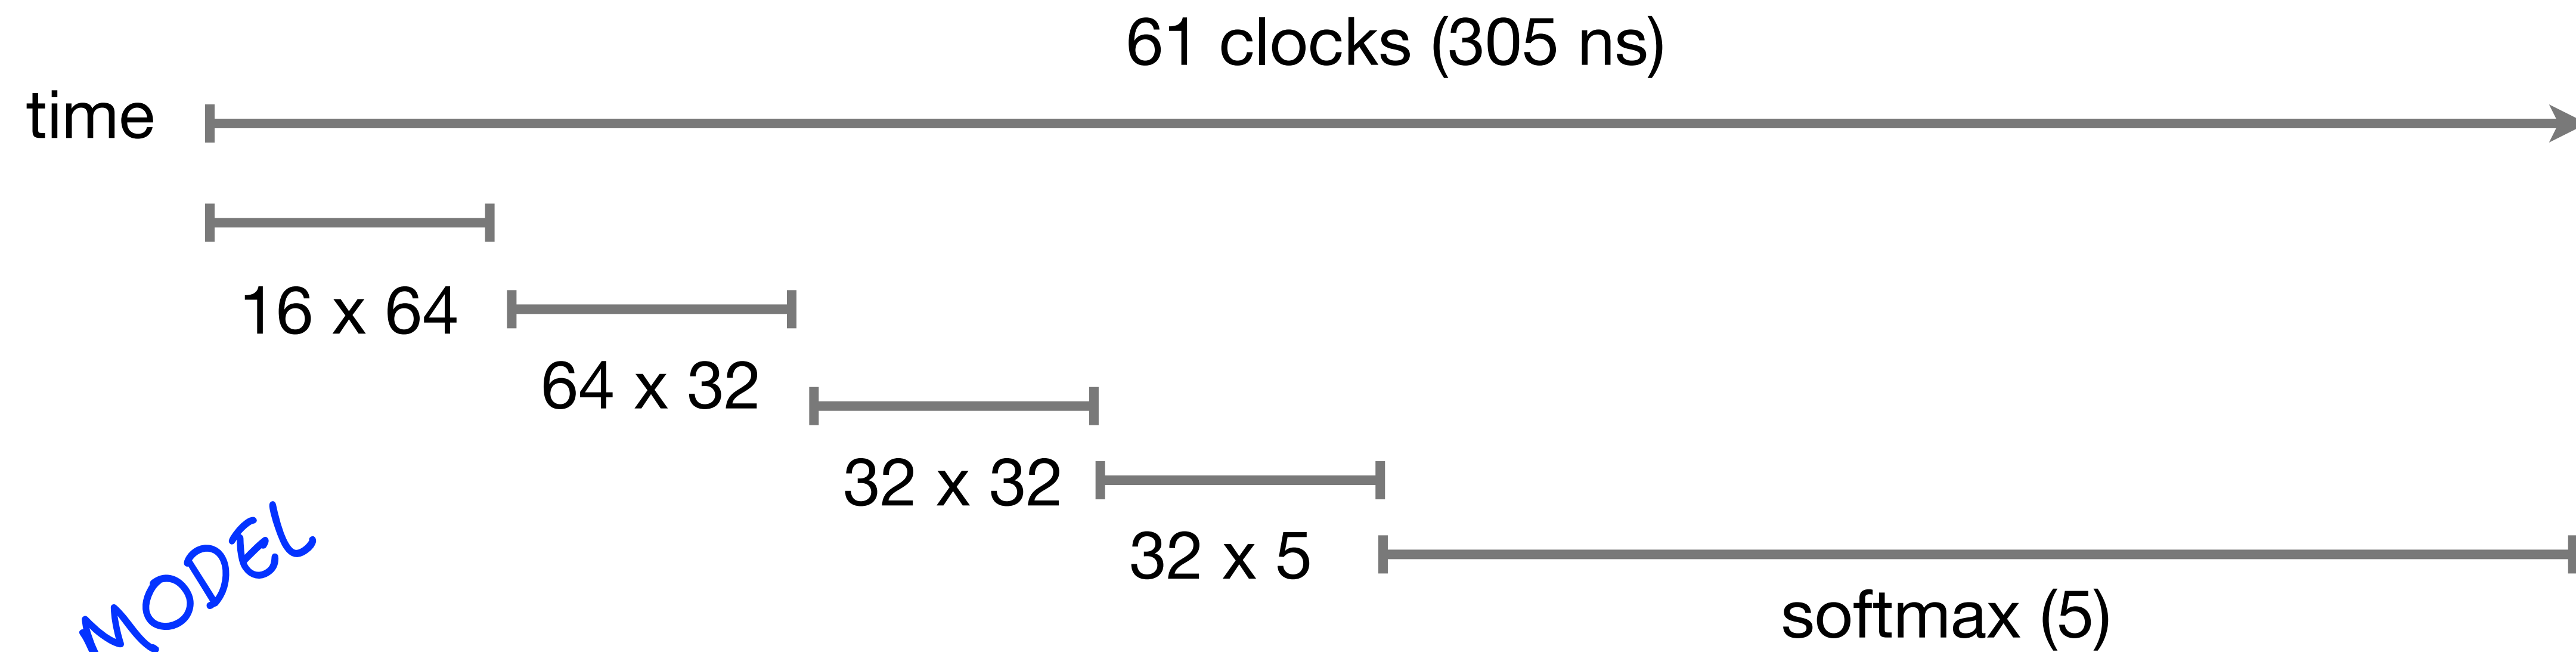 61 clocks (305 ns)
time
16 x 64
64 x 32
32 x 32
32 x 5
softmax (5)
MODEL